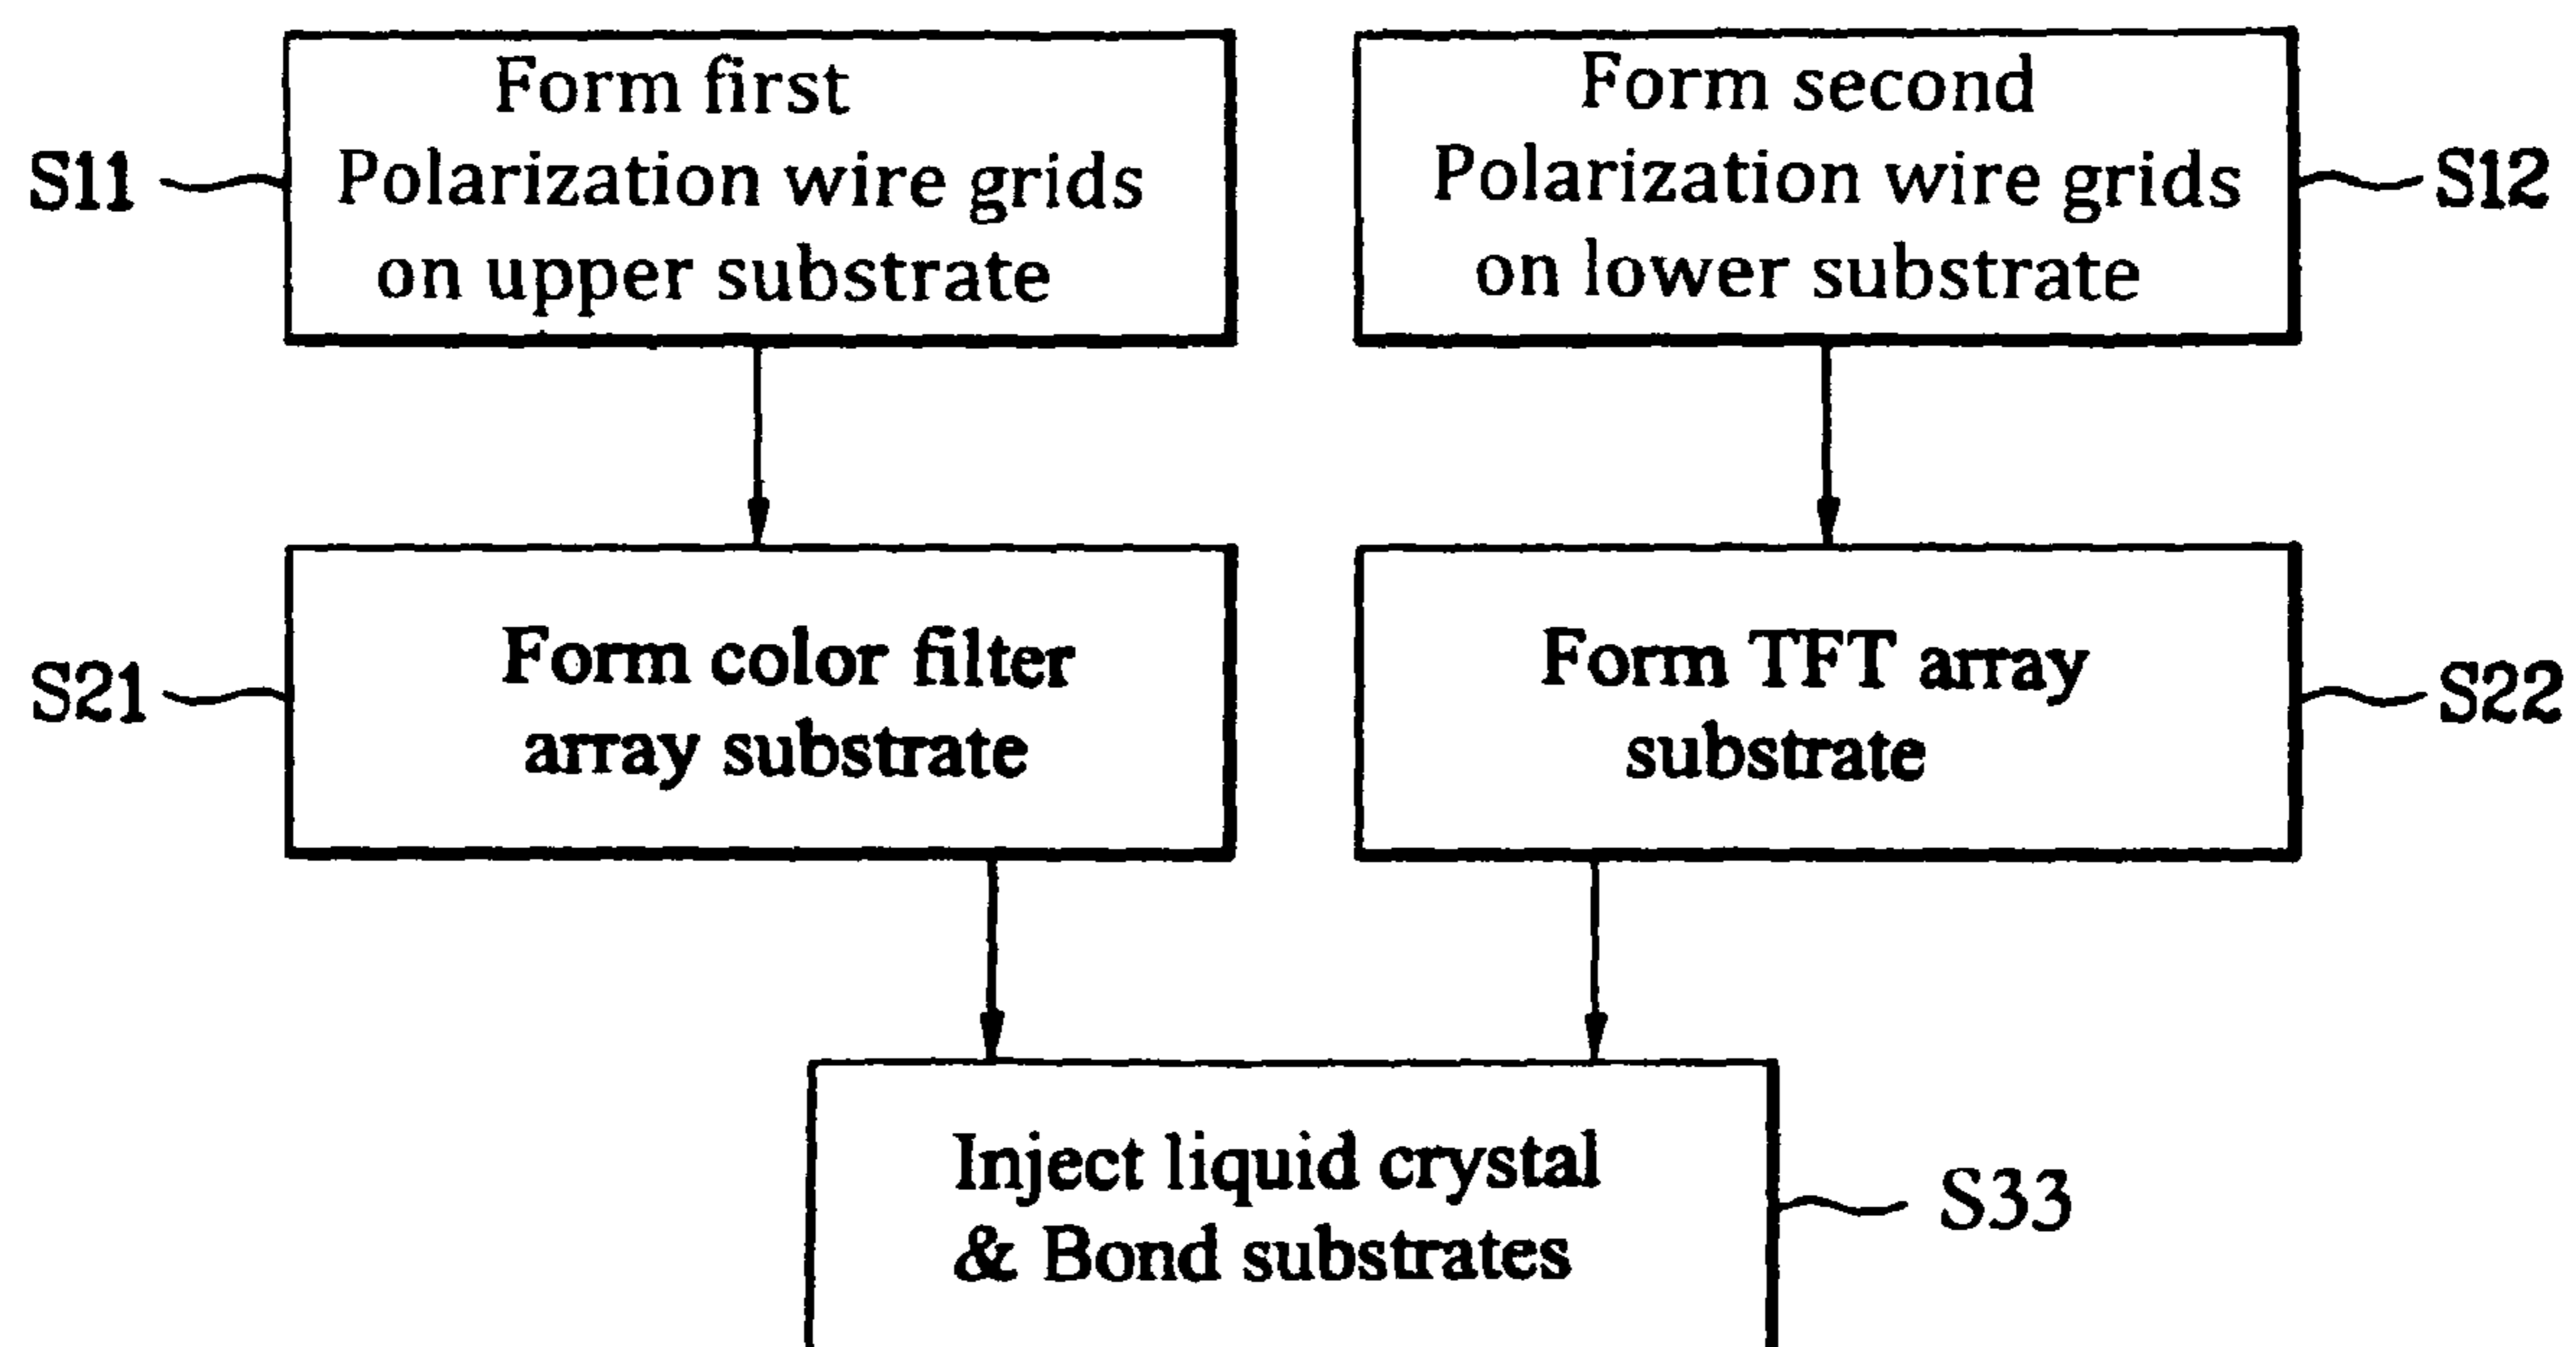 Form first
Polarization wire grids
on upper substrate
S11
Form second
Polarization wire grids
on lower substrate
S12
Form color filter
array substrate
S21
Form TFT array
substrate
S22
Inject liquid crystal
& Bond substrates
S33